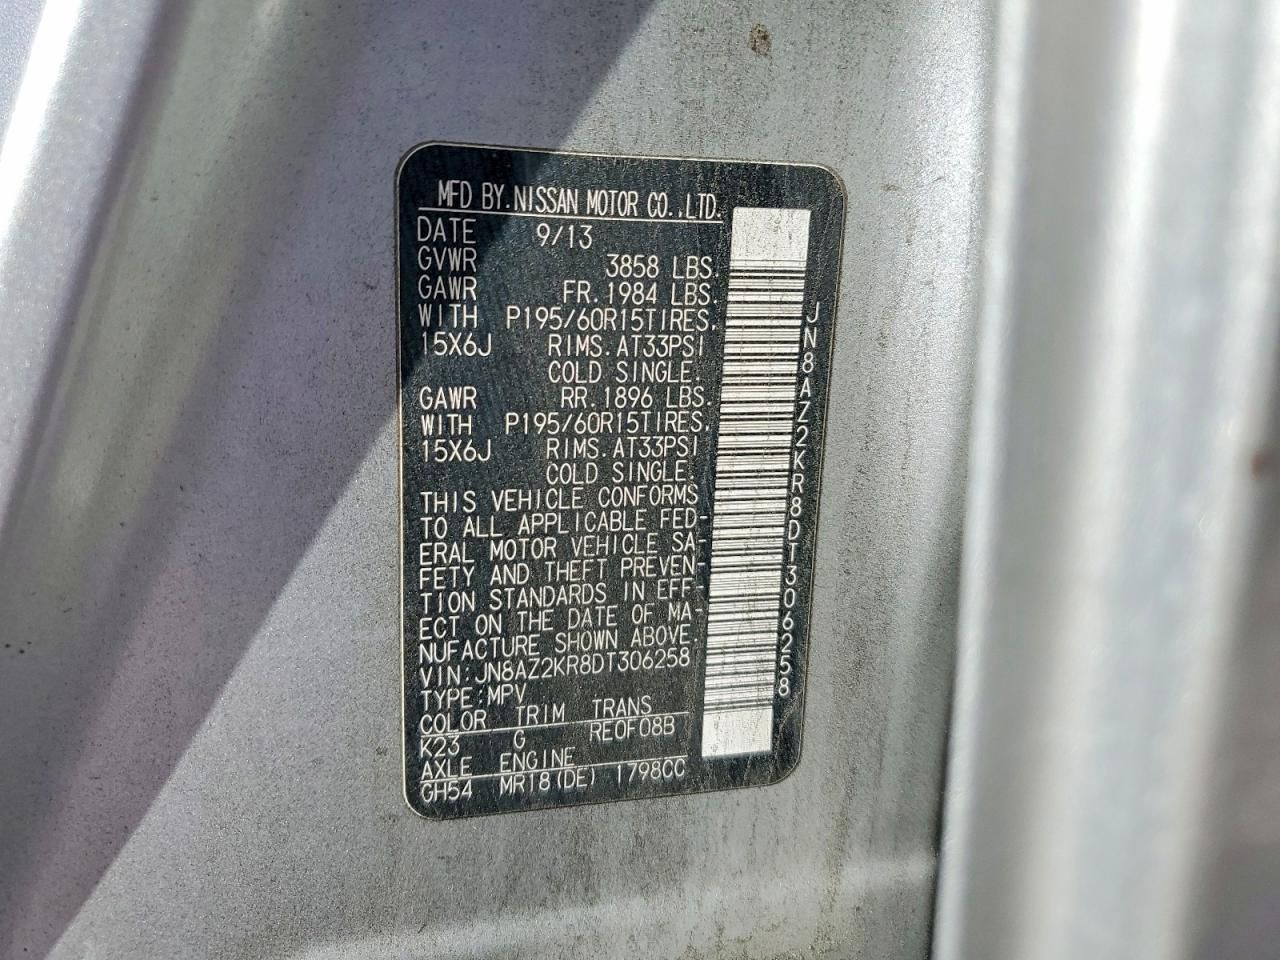 MFD BY. NISSAN MOTOR CO., LTD.
DATE 9/13
GVWR 3858 LBS.
GAWR FR. 1984 LBS.
WITH P195/60R15TIRES.
15X6J RIMS. AT33PSI
COLD SINGLE.
GAWR RR. 1896 LBS.
WITH P195/60R15TIRES.
15X6J RIMS. AT33PSI
COLD SINGLE.
THIS VEHICLE CONFORMS
TO ALL APPLICABLE FED-
ERAL MOTOR VEHICLE SA-
FETY AND THEFT PREVEN-
TION STANDARDS IN EFF-
ECT ON THE DATE OF MA-
NUFACTURE SHOWN ABOVE.
VIN:JN8AZ2KR8DT306258
TYPE:MPV
COLOR TRIM TRANS
K23 G RE0F08B
AXLE ENGINE
GH54 MR18(DE) 1798CC
JN8AZ2KR8DT306258